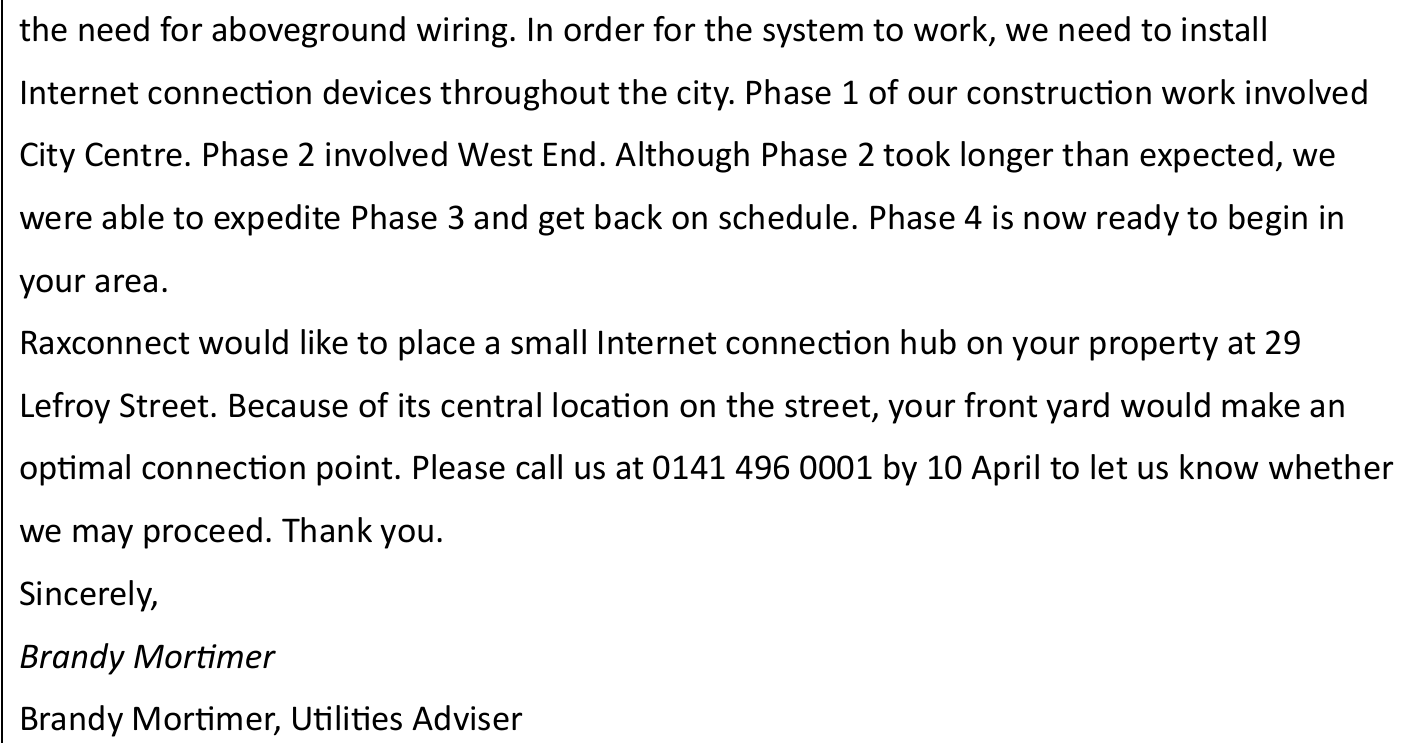 the need for aboveground wiring. In order for the system to work, we need to install
Internet connection devices throughout the city. Phase 1 of our construction work involved
City Centre. Phase 2 involved West End. Although Phase 2 took longer than expected, we
were able to expedite Phase 3 and get back on schedule. Phase 4 is now ready to begin in
your area.
Raxconnect would like to place a small Internet connection hub on your property at 29
Lefroy Street. Because of its central location on the street, your front yard would make an
optimal connection point. Please call us at 0141 496 0001 by 10 April to let us know whether
we may proceed. Thank you.
Sincerely,
Brandy Mortimer
Brandy Mortimer, Utilities Adviser